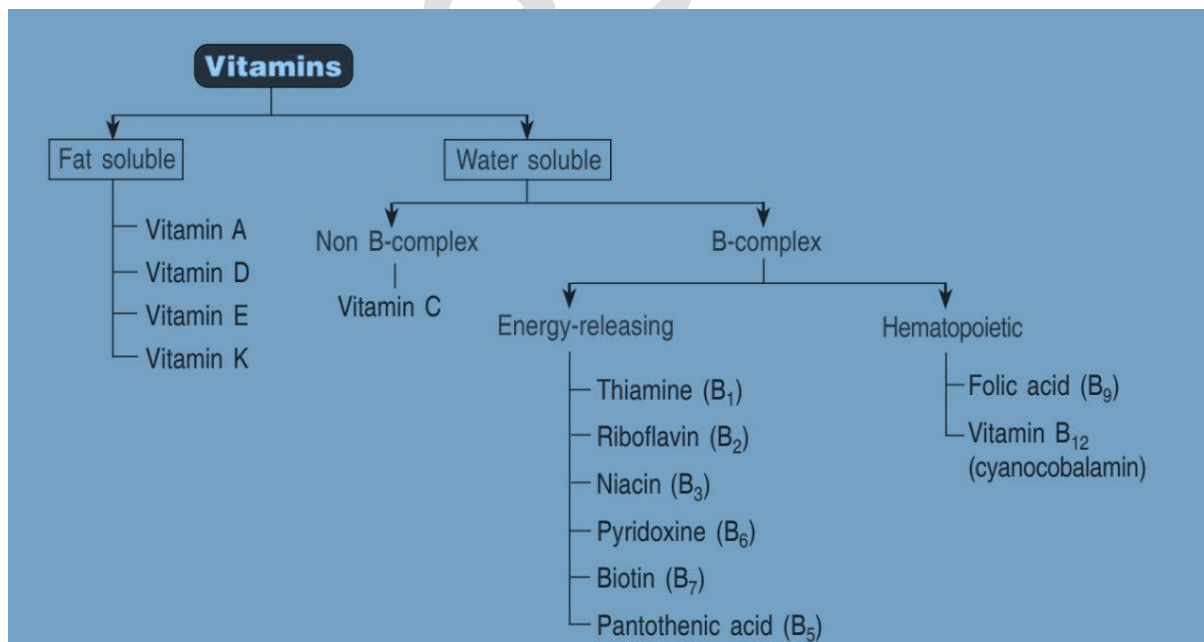 Vitamins
Fat soluble
Water soluble
Vitamin A
Vitamin D
Vitamin E
Vitamin K
Non B-complex
Vitamin C
B-complex
Energy-releasing
Thiamine (B₁)
Riboflavin (B₂)
Niacin (B₃)
Pyridoxine (B₆)
Biotin (B₇)
Pantothenic acid (B₅)
Hematopoietic
Folic acid (B₉)
Vitamin B₁₂
(cyanocobalamin)